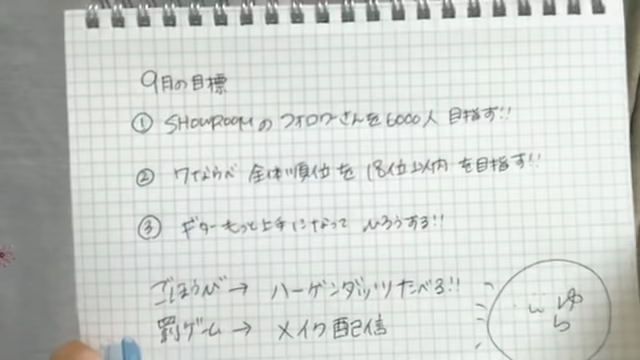 9月の目標
① SHOWROOMのフォロワーさんを6000人 目指す!!
② 7ならべ 全体順位を 18位以内 を目指す!!
③ ギターもっと上手になって ひろうする!!
ごほうび→ ハーゲンダッツたべる!!
罰ゲーム → メイク配信
ゆら